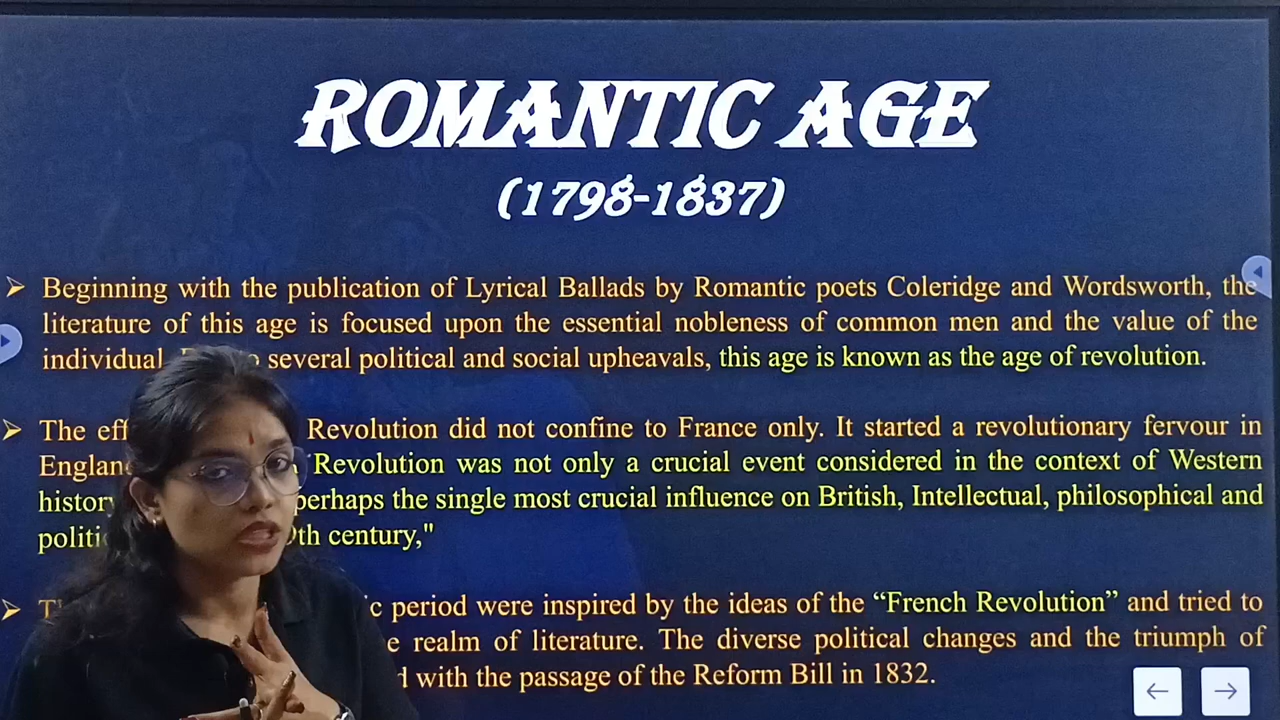 ROMANTIC AGE
(1798-1837)
Beginning with the publication of Lyrical Ballads by Romantic poets Coleridge and Wordsworth, the
literature of this age is focused upon the essential nobleness of common men and the value of the
individual. several political and social upheavals, this age is known as the age of revolution.
The Revolution did not confine to France only. It started a revolutionary fervour in
Revolution was not only a crucial event considered in the context of Western
perhaps the single most crucial influence on British, Intellectual, philosophical and
century,"
period were inspired by the ideas of the “French Revolution” and tried to
realm of literature. The diverse political changes and the triumph of
with the passage of the Reform Bill in 1832.